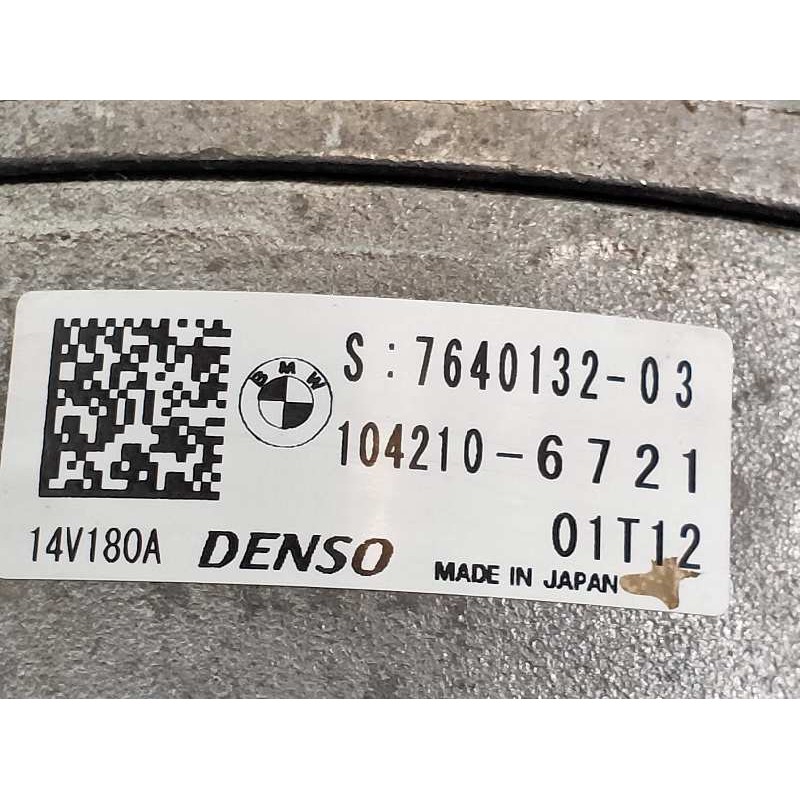 BMW
S:7640132-03
104210-6721
01T12
14V180A DENSO MADE IN JAPAN